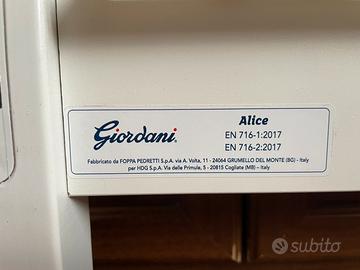 Giordani
Alice
EN 716-1:2017
EN 716-2:2017
Fabbricato da FOPPA PEDRETTI S.p.A. via A. Volta, 11 - 24064 GRUMELLO DEL MONTE (BG) - Italy
per HDG S.p.A. Via delle Primule, 5 - 20815 Cogliate (MB) - Italy
subito